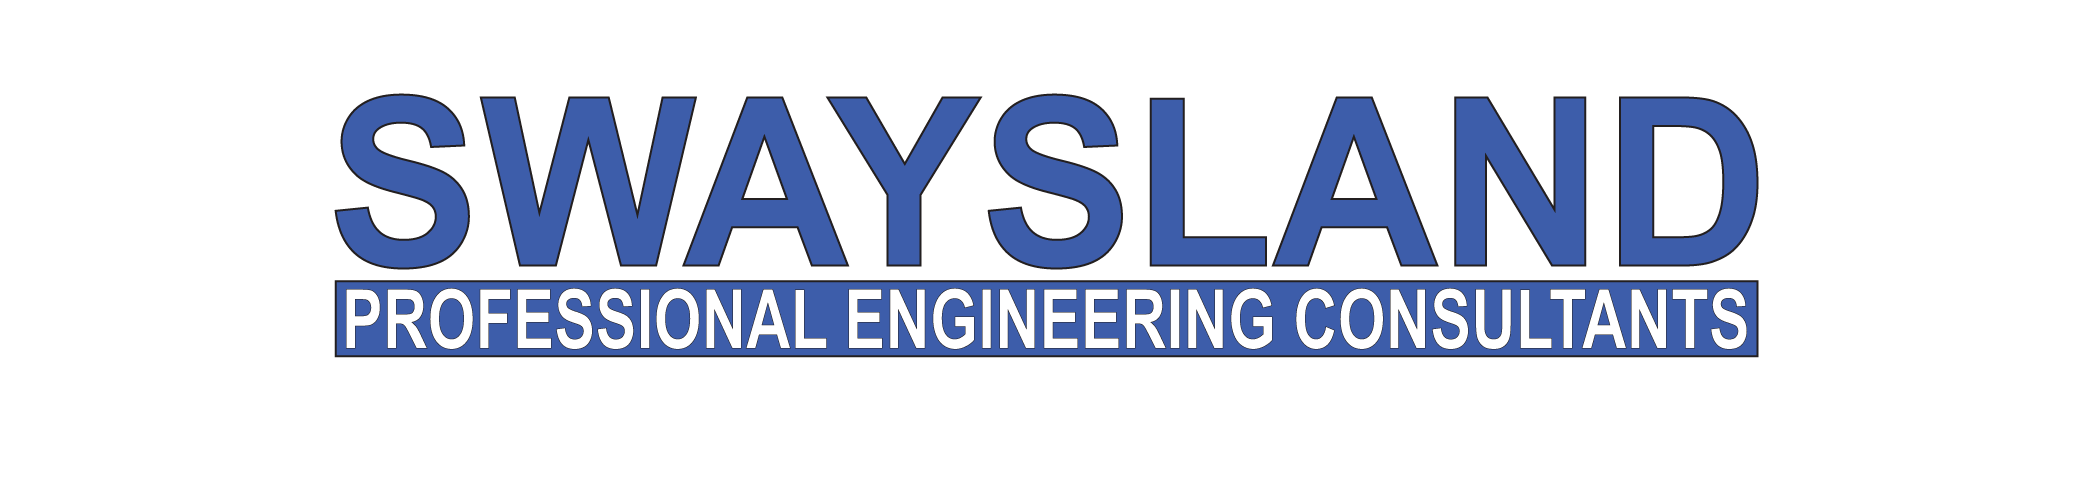 SWAYSLAND
PROFESSIONAL ENGINEERING CONSULTANTS